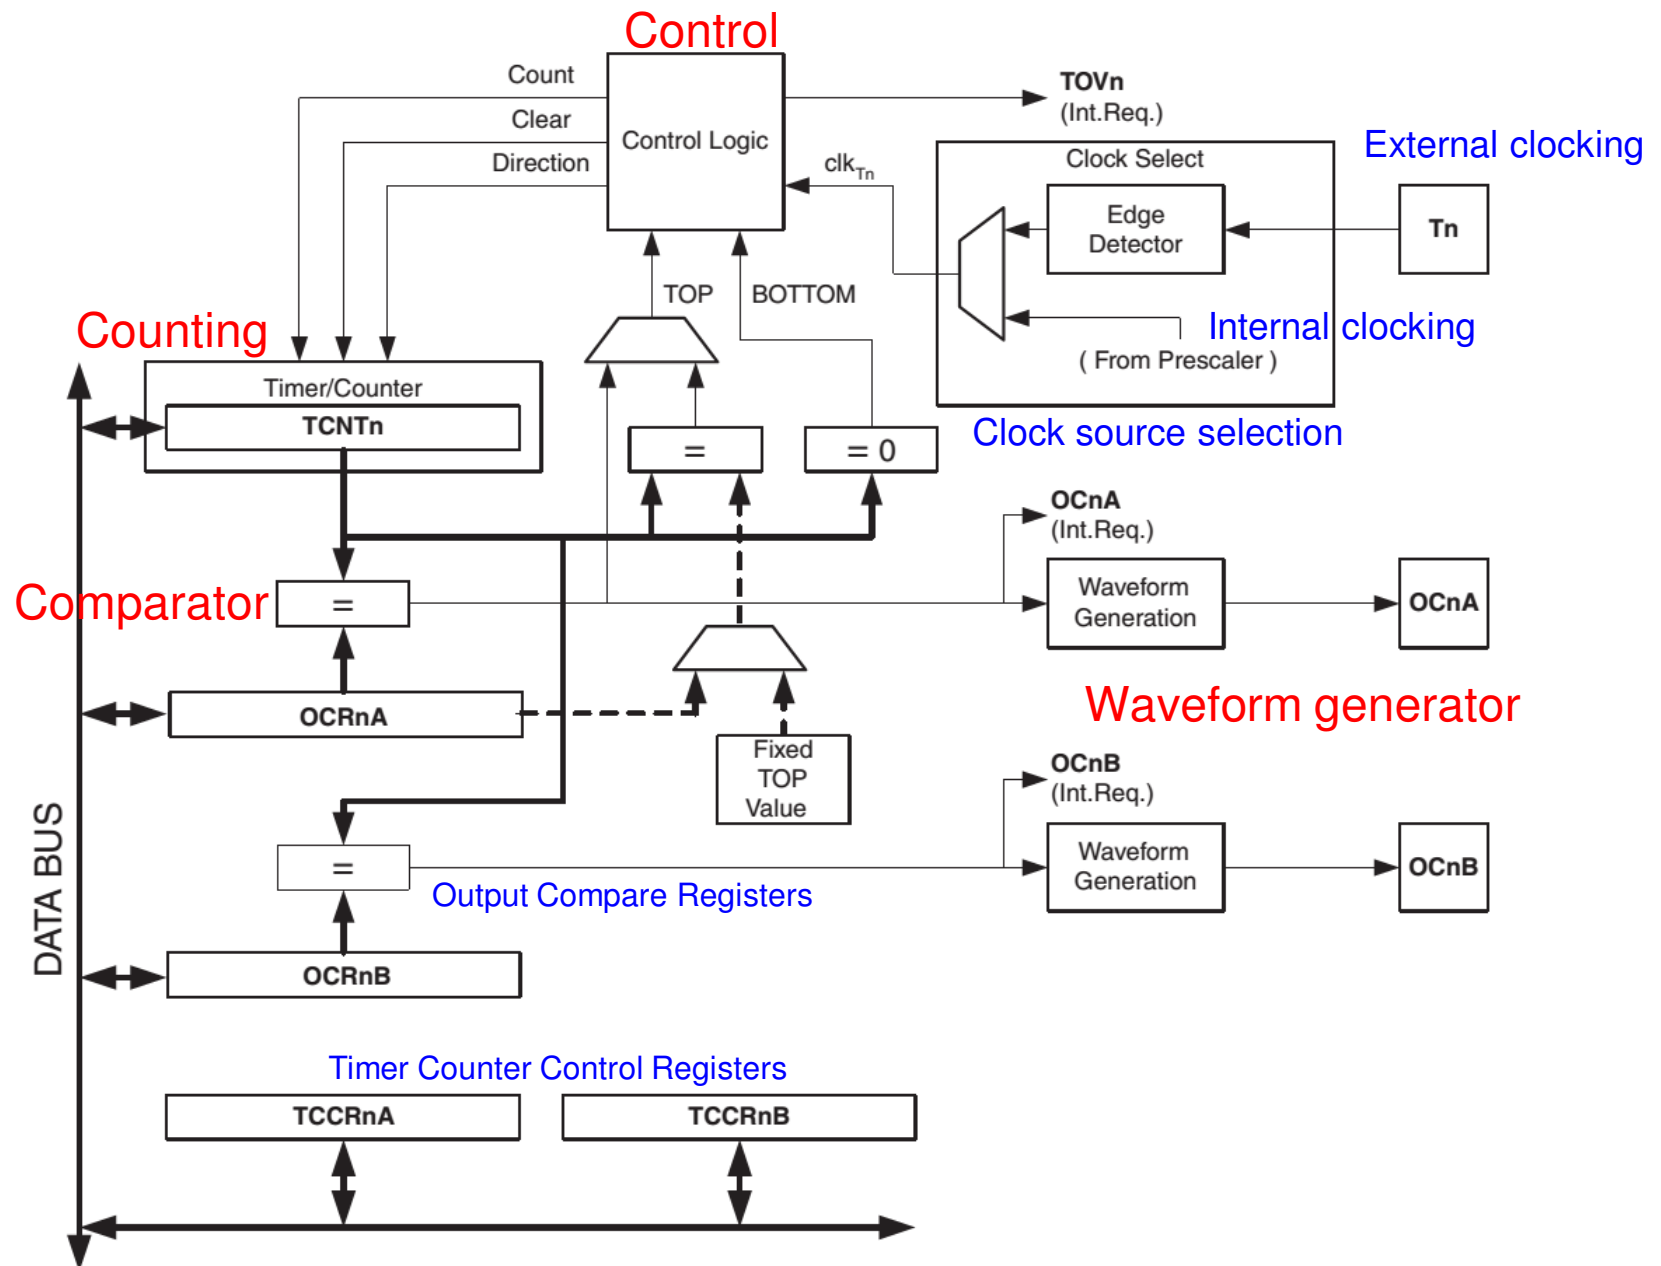 Control
Count
Clear
Direction
Control Logic
TOVn
(Int.Req.)
clkTn
Clock Select
External clocking
Edge
Detector
Tn
TOP
BOTTOM
Internal clocking
( From Prescaler )
Clock source selection
Counting
Timer/Counter
TCNTn
=
= 0
OCnA
(Int.Req.)
Comparator
=
Waveform
Generation
OCnA
OCRnA
Waveform generator
Fixed
TOP
Value
OCnB
(Int.Req.)
DATA BUS
=
Waveform
Generation
OCnB
Output Compare Registers
OCRnB
Timer Counter Control Registers
TCCRnA
TCCRnB